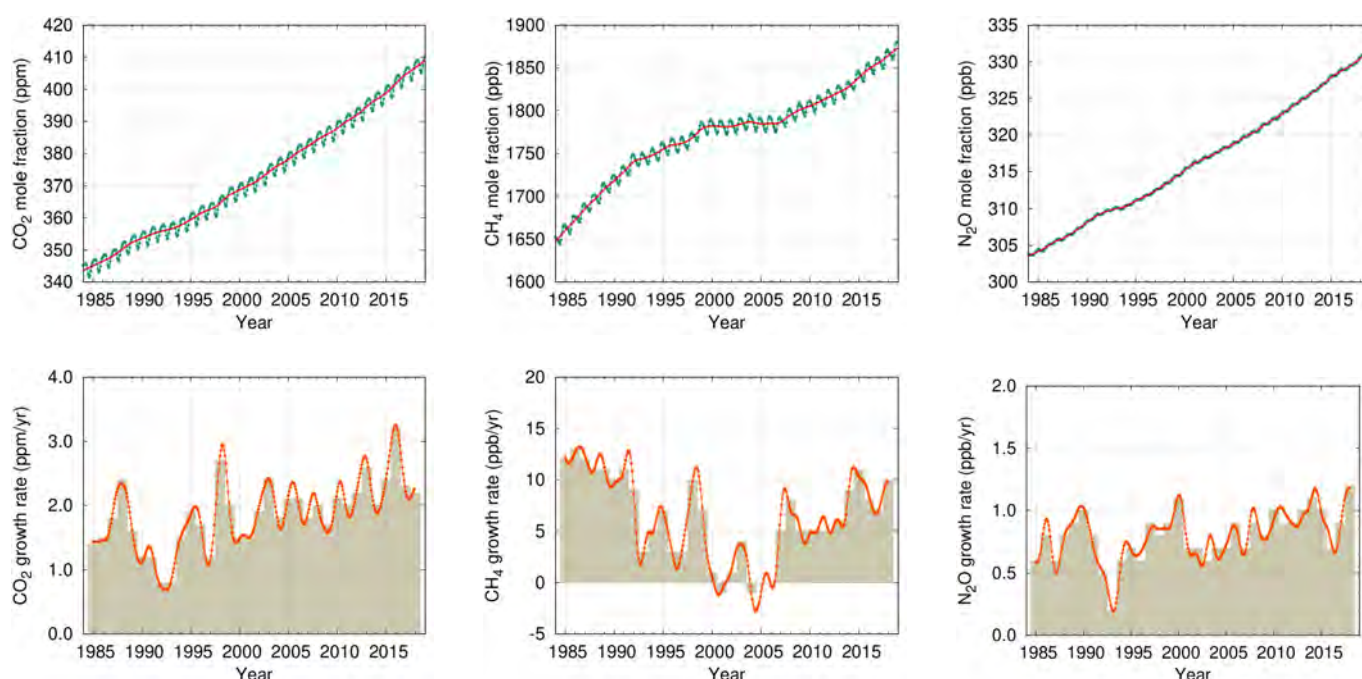 CO2 mole fraction (ppm)
420
410
400
390
380
370
360
350
340
1985 1990 1995 2000 2005 2010 2015
Year
CH4 mole fraction (ppb)
1900
1850
1800
1750
1700
1650
1600
1985 1990 1995 2000 2005 2010 2015
Year
N2O mole fraction (ppb)
335
330
325
320
315
310
305
300
1985 1990 1995 2000 2005 2010 2015
Year
CO2 growth rate (ppm/yr)
4.0
3.0
2.0
1.0
0.0
1985 1990 1995 2000 2005 2010 2015
Year
CH4 growth rate (ppb/yr)
20
15
10
5
0
-5
1985 1990 1995 2000 2005 2010 2015
Year
N2O growth rate (ppb/yr)
2.0
1.5
1.0
0.5
0.0
1985 1990 1995 2000 2005 2010 2015
Year